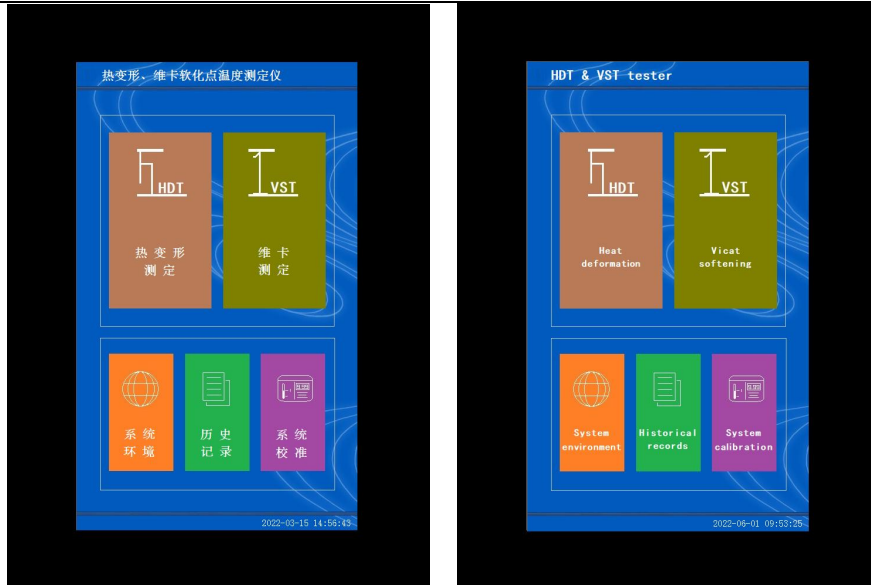 热变形、维卡软化点温度测定仪
HDT
VST
热变形
测定
维卡
测定
系统
环境
历史
记录
系统
校准
2022-03-15 14:56:43
HDT & VST tester
HDT
VST
Heat
deformation
Vicat
softening
System
environment
Historical
records
System
calibration
2022-06-01 09:53:25